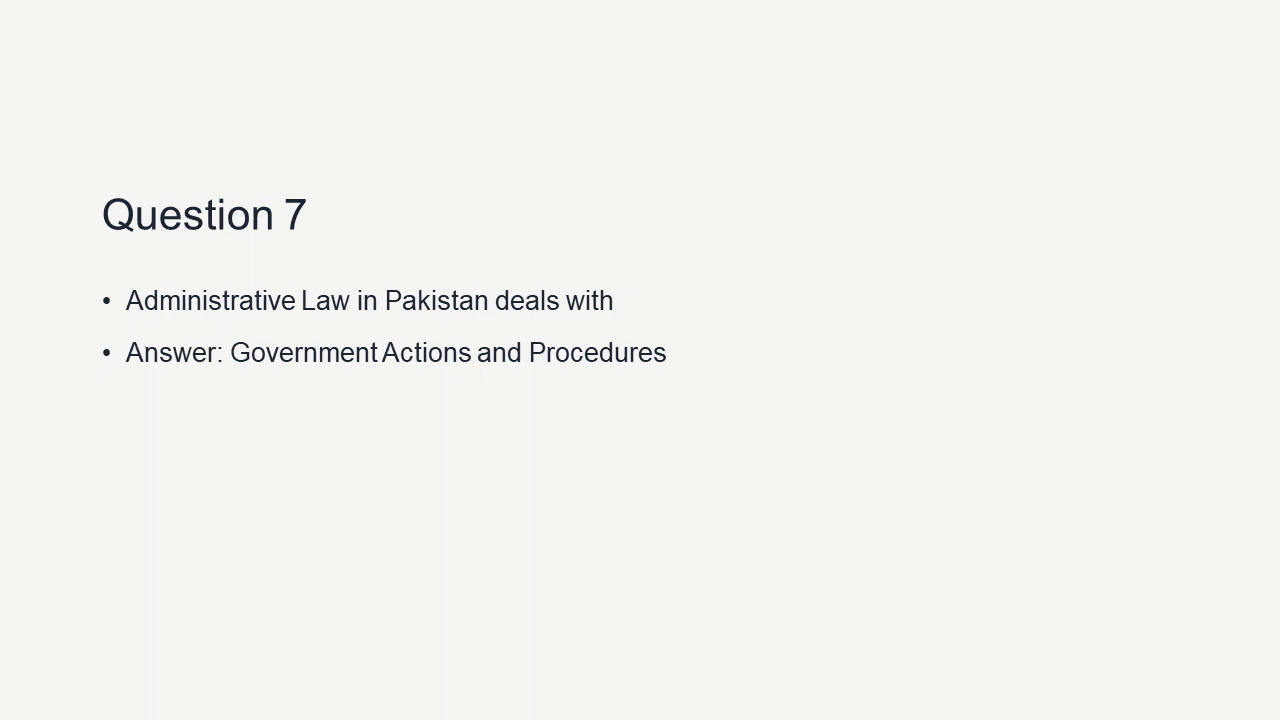 Question 7
• Administrative Law in Pakistan deals with
• Answer: Government Actions and Procedures